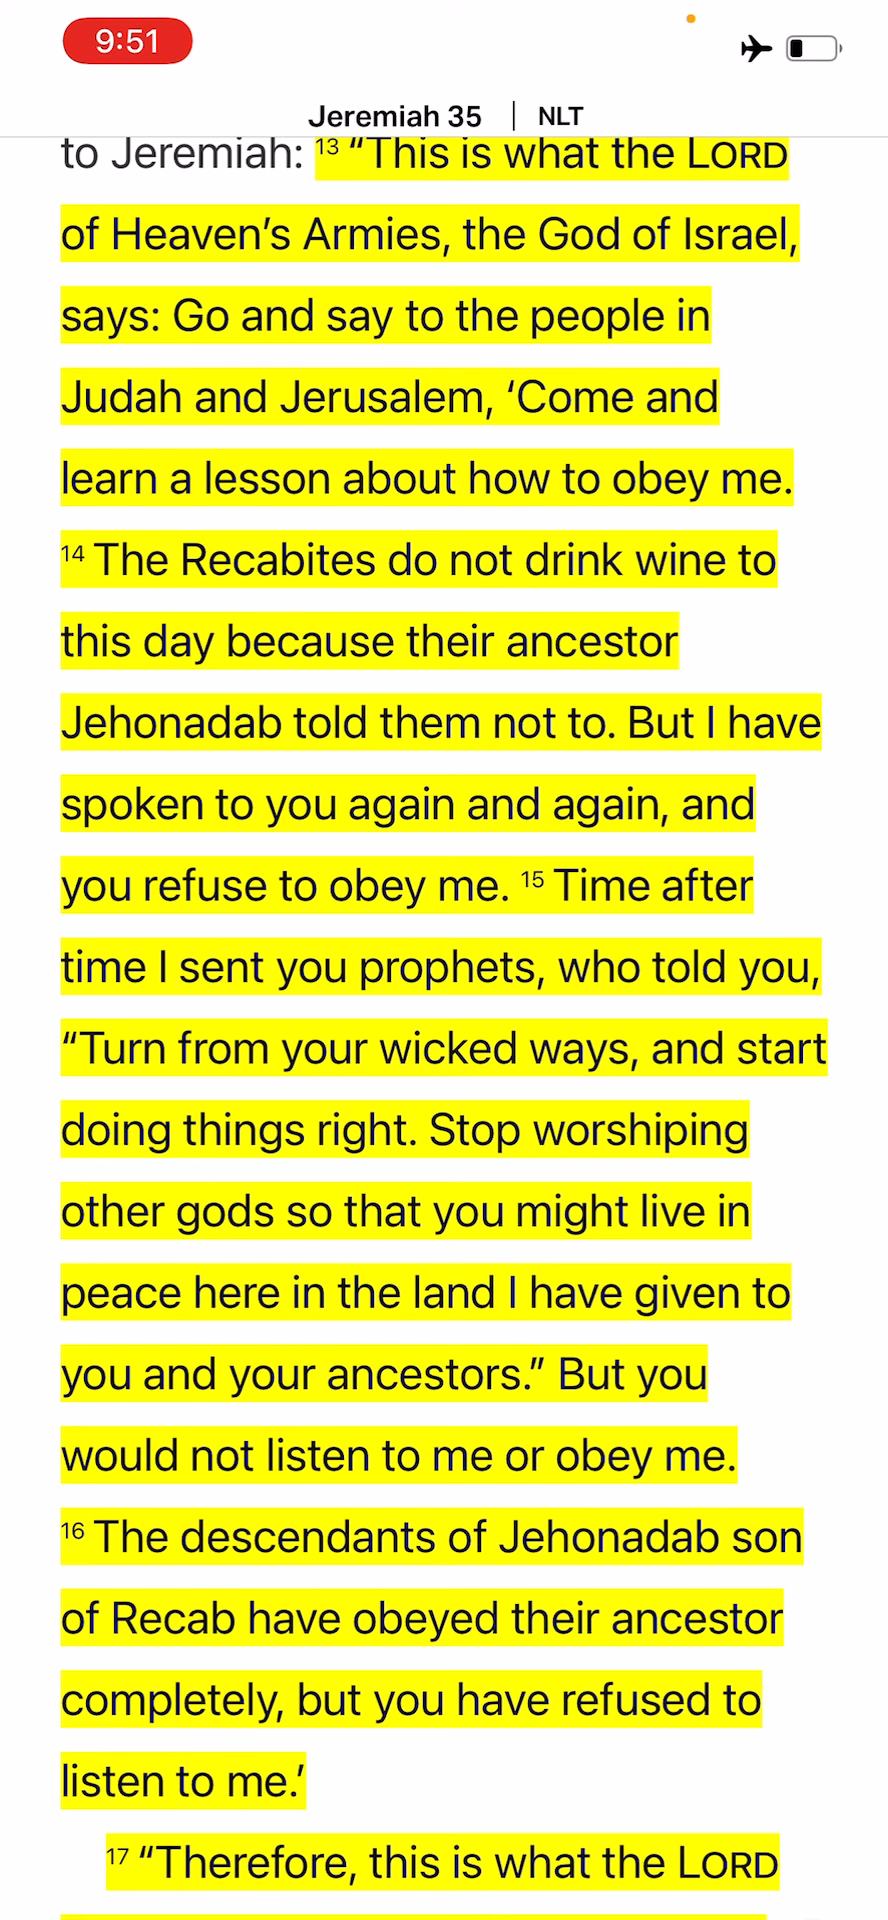 9:51
Jeremiah 35 | NLT
to Jeremiah: 13 “This is what the LORD
of Heaven’s Armies, the God of Israel,
says: Go and say to the people in
Judah and Jerusalem, ‘Come and
learn a lesson about how to obey me.
14 The Recabites do not drink wine to
this day because their ancestor
Jehonadab told them not to. But I have
spoken to you again and again, and
you refuse to obey me. 15 Time after
time I sent you prophets, who told you,
“Turn from your wicked ways, and start
doing things right. Stop worshiping
other gods so that you might live in
peace here in the land I have given to
you and your ancestors.” But you
would not listen to me or obey me.
16 The descendants of Jehonadab son
of Recab have obeyed their ancestor
completely, but you have refused to
listen to me.’
17 “Therefore, this is what the LORD